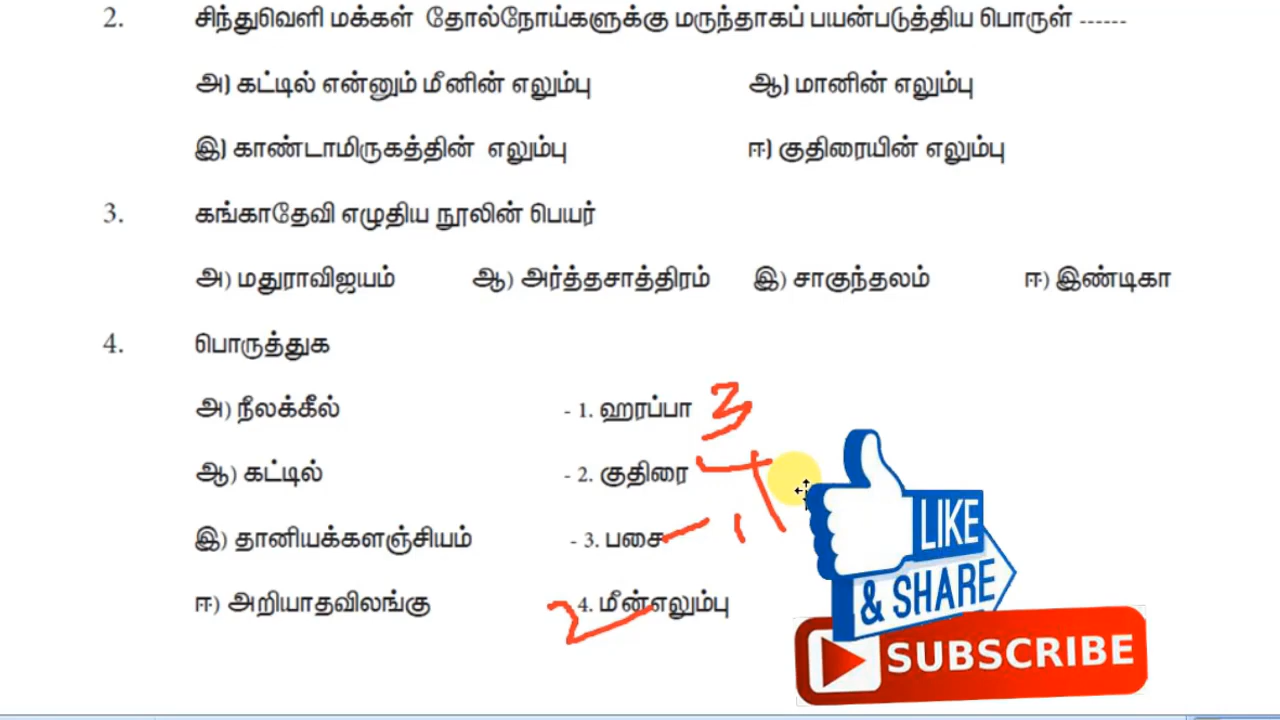 2. சிந்துவெளி மக்கள் தோல்நோய்களுக்கு மருந்தாகப் பயன்படுத்திய பொருள் ------
அ) கட்டில் என்னும் மீனின் எலும்பு ஆ) மானின் எலும்பு
இ) காண்டாமிருகத்தின் எலும்பு ஈ) குதிரையின் எலும்பு
3. கங்காதேவி எழுதிய நூலின் பெயர்
அ) மதுராவிஜயம் ஆ) அர்த்தசாத்திரம் இ) சாகுந்தலம் ஈ) இண்டிகா
4. பொருத்துக
அ) நீலக்கீல் - 1. ஹரப்பா 3
ஆ) கட்டில் - 2. குதிரை 4
இ) தானியக்களஞ்சியம் - 3. பசை - 1
ஈ) அறியாதவிலங்கு 4. மீன்எலும்பு 2
LIKE
& SHARE
SUBSCRIBE